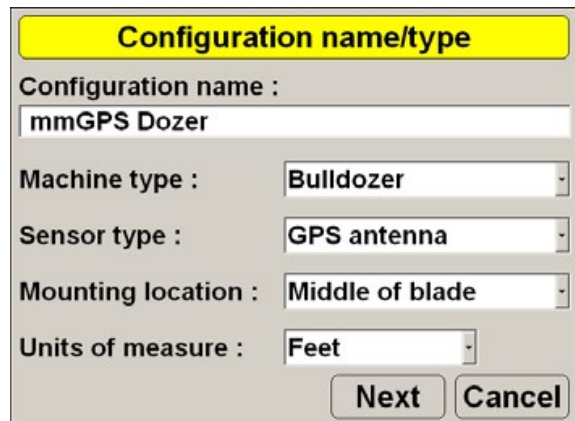 Configuration name/type
Configuration name :
mmGPS Dozer
Machine type : Bulldozer
Sensor type : GPS antenna
Mounting location : Middle of blade
Units of measure : Feet
Next Cancel